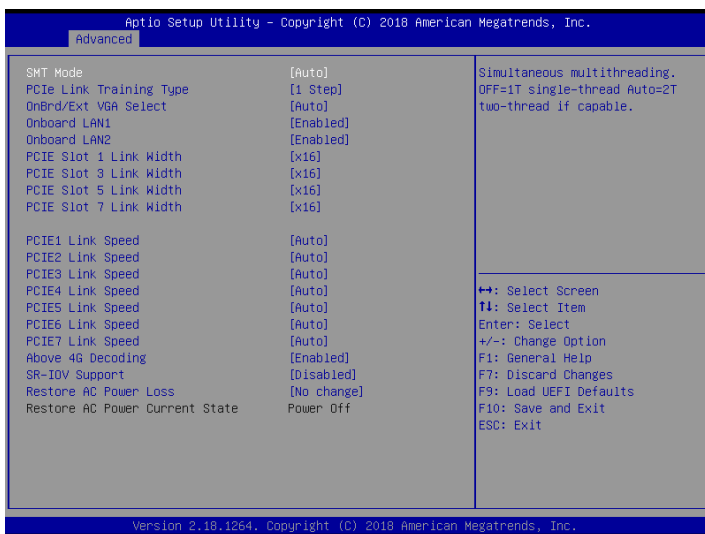 Aptio Setup Utility – Copyright (C) 2018 American Megatrends, Inc.
Advanced
SMT Mode [Auto]
PCIe Link Training Type [1 Step]
OnBrd/Ext VGA Select [Auto]
Onboard LAN1 [Enabled]
Onboard LAN2 [Enabled]
PCIE Slot 1 Link Width [x16]
PCIE Slot 3 Link Width [x16]
PCIE Slot 5 Link Width [x16]
PCIE Slot 7 Link Width [x16]
PCIE1 Link Speed [Auto]
PCIE2 Link Speed [Auto]
PCIE3 Link Speed [Auto]
PCIE4 Link Speed [Auto]
PCIE5 Link Speed [Auto]
PCIE6 Link Speed [Auto]
PCIE7 Link Speed [Auto]
Above 4G Decoding [Enabled]
SR-IOV Support [Disabled]
Restore AC Power Loss [No change]
Restore AC Power Current State Power Off
Simultaneous multithreading.
OFF=1T single-thread Auto=2T
two-thread if capable.
↔: Select Screen
↑↓: Select Item
Enter: Select
+/-: Change Option
F1: General Help
F7: Discard Changes
F9: Load UEFI Defaults
F10: Save and Exit
ESC: Exit
Version 2.18.1264. Copyright (C) 2018 American Megatrends, Inc.